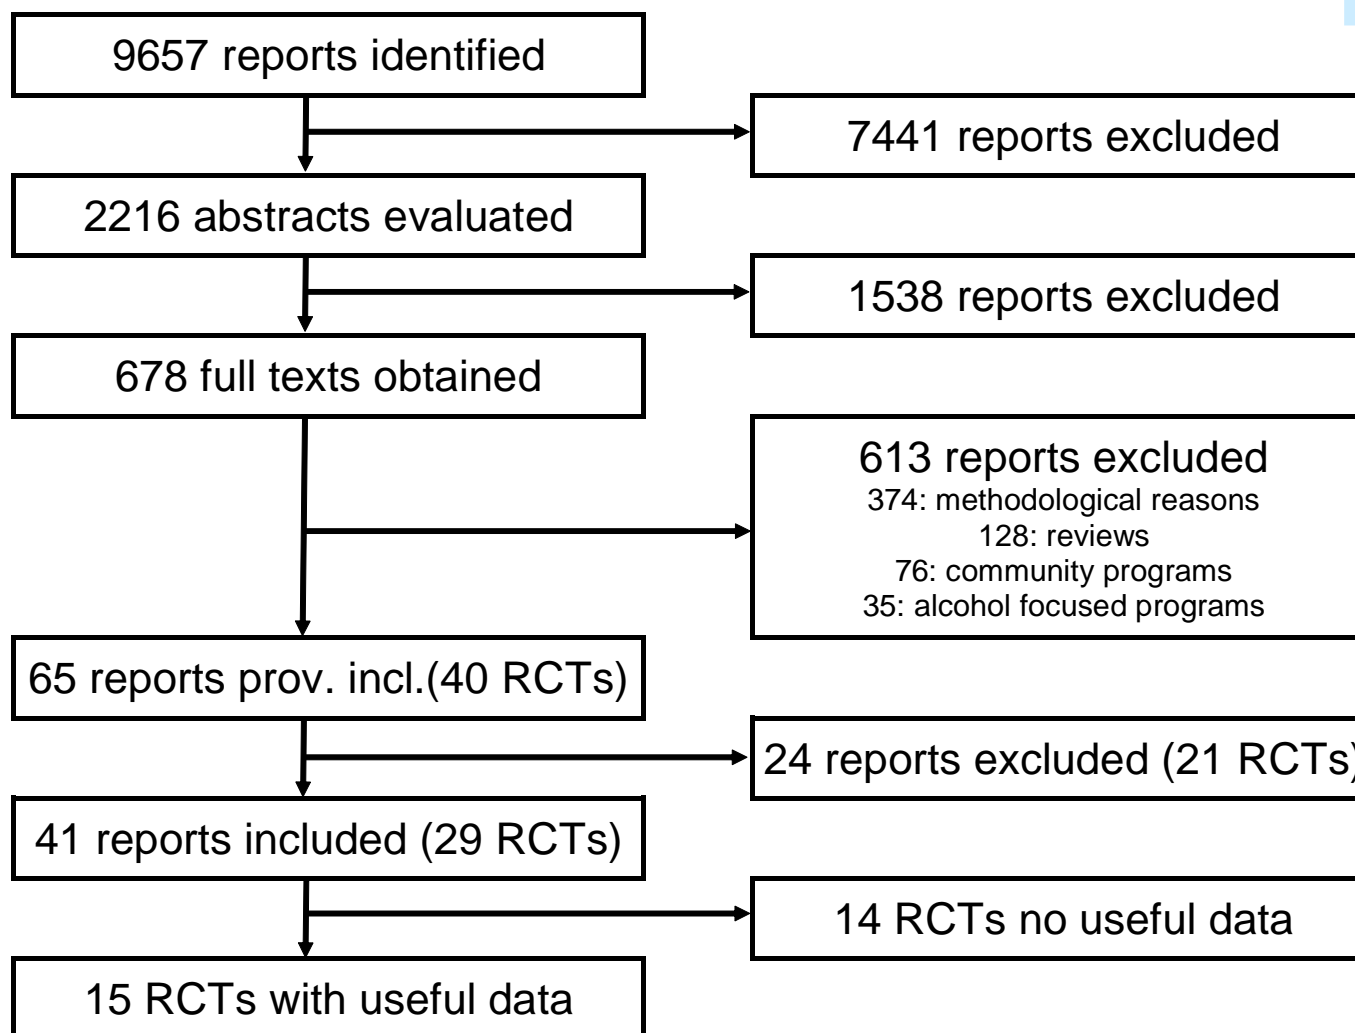 9657 reports identified
7441 reports excluded
2216 abstracts evaluated
1538 reports excluded
678 full texts obtained
613 reports excluded
374: methodological reasons
128: reviews
76: community programs
35: alcohol focused programs
65 reports prov. incl.(40 RCTs)
24 reports excluded (21 RCTs)
41 reports included (29 RCTs)
14 RCTs no useful data
15 RCTs with useful data